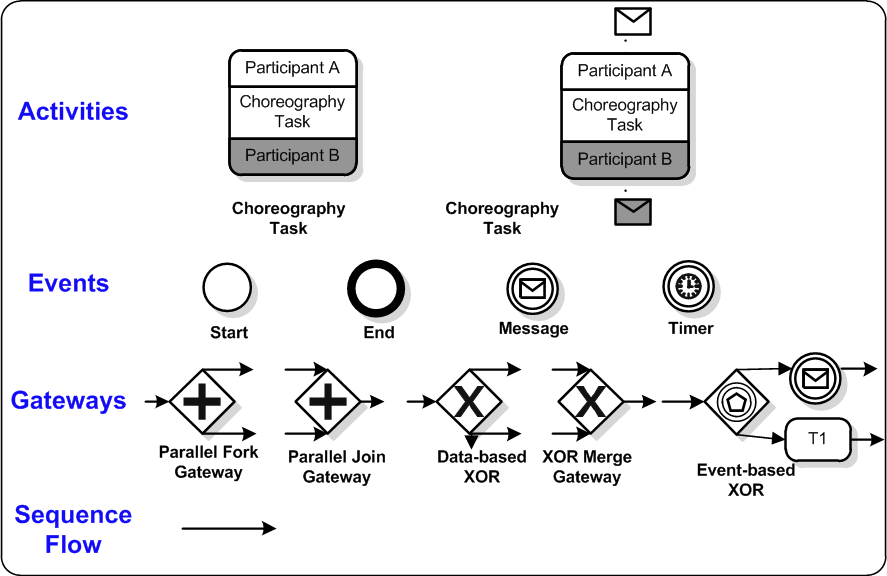 Activities
Participant A
Choreography
Task
Participant B
Choreography
Task
Participant A
Choreography
Task
Participant B
Choreography
Task
Events
Start
End
Message
Timer
Gateways
Parallel Fork
Gateway
Parallel Join
Gateway
X
Data-based
XOR
X
XOR Merge
Gateway
Event-based
XOR
T1
Sequence
Flow